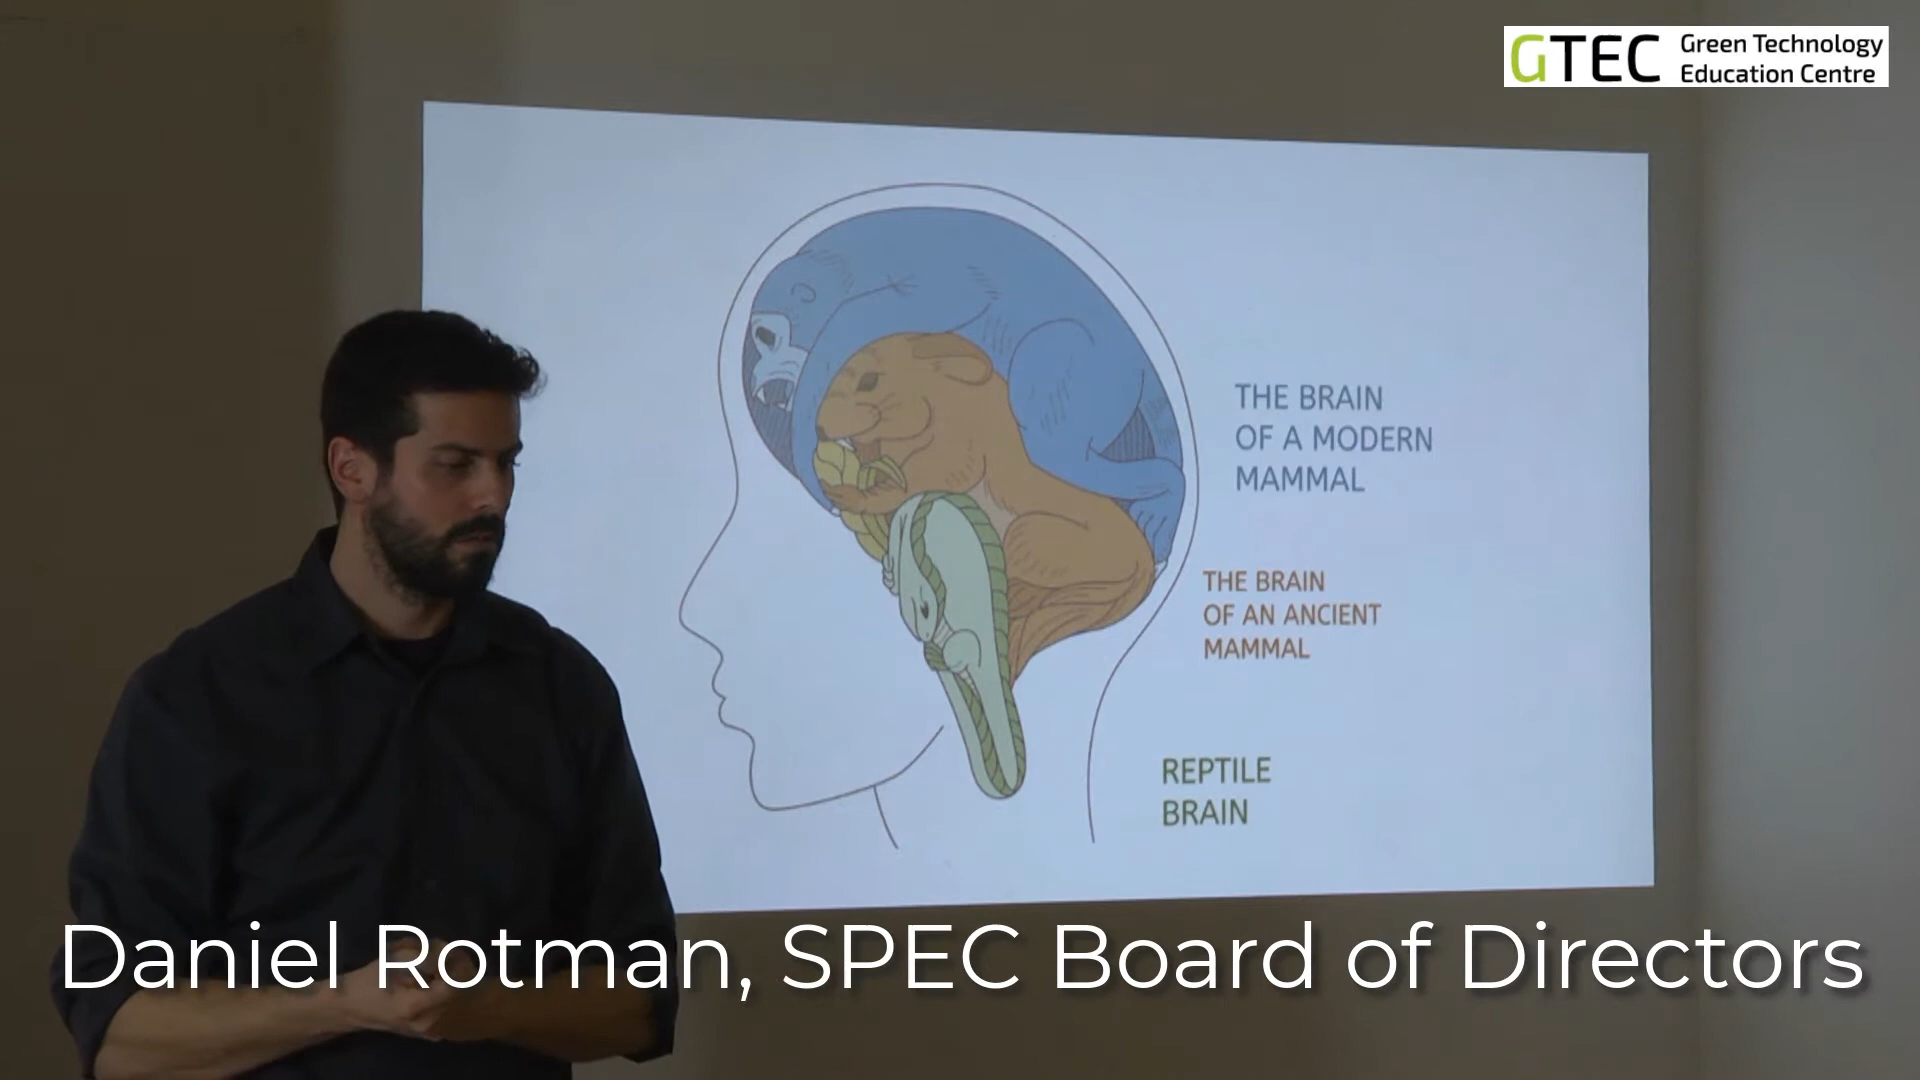 GTEC Green Technology
Education Centre
THE BRAIN
OF A MODERN
MAMMAL
THE BRAIN
OF AN ANCIENT
MAMMAL
REPTILE
BRAIN
Daniel Rotman, SPEC Board of Directors